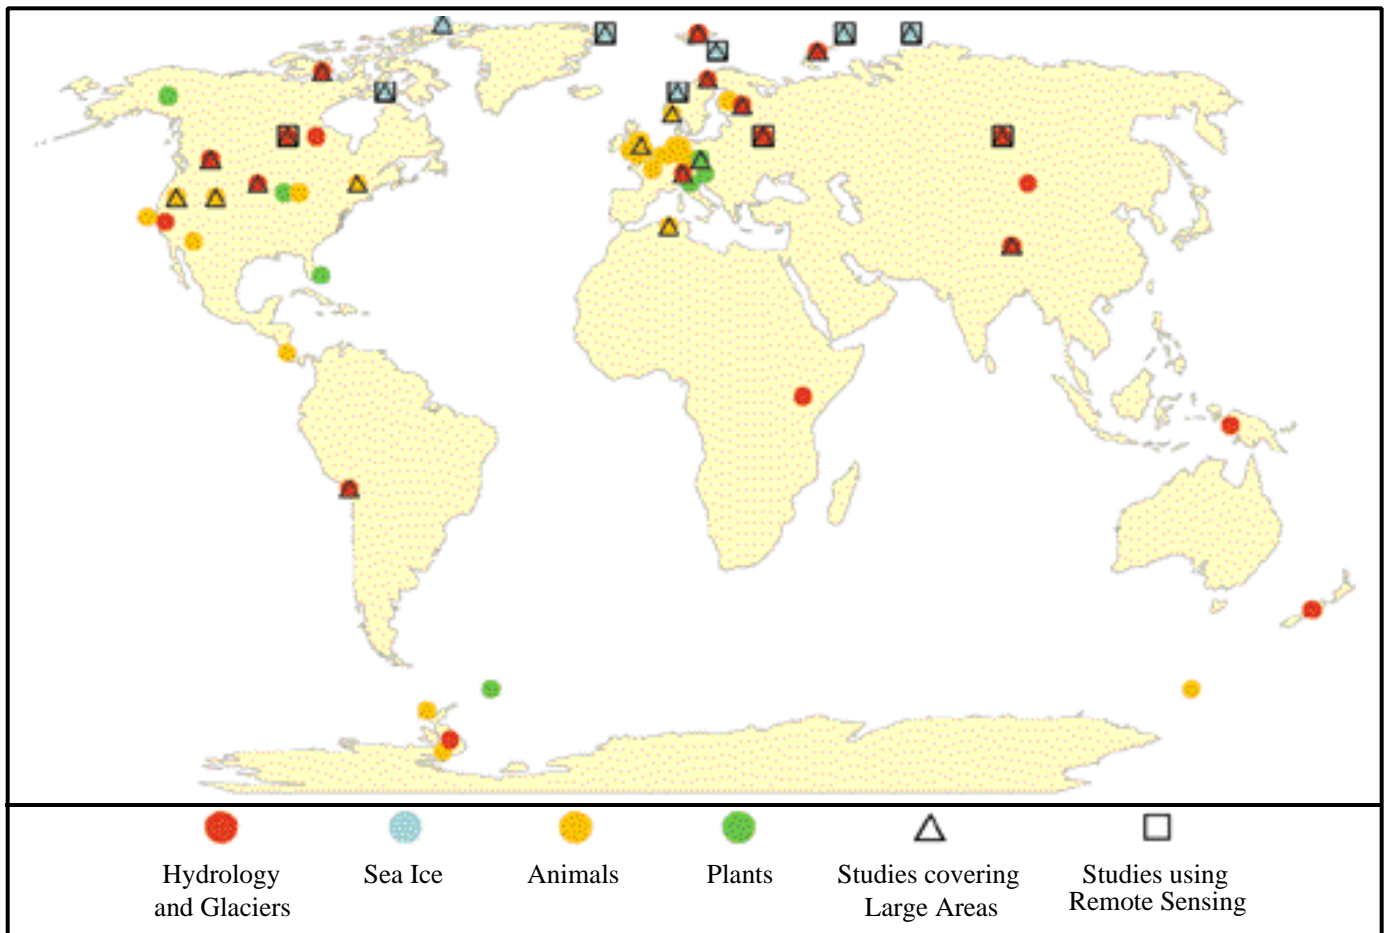 Hydrology
and Glaciers
Sea Ice
Animals
Plants
Studies covering
Large Areas
Studies using
Remote Sensing